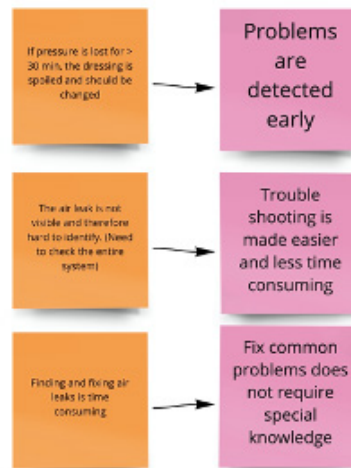 If pressure is lost for >
30 min, the dressing is
spoiled and should be
changed
Problems
are
detected
early
The air leak is not
visible and therefore
hard to identify. (Need
to check the entire
system)
Trouble
shooting is
made easier
and less time
consuming
Finding and fixing air
leaks is time
consuming
Fix common
problems does
not require
special
knowledge